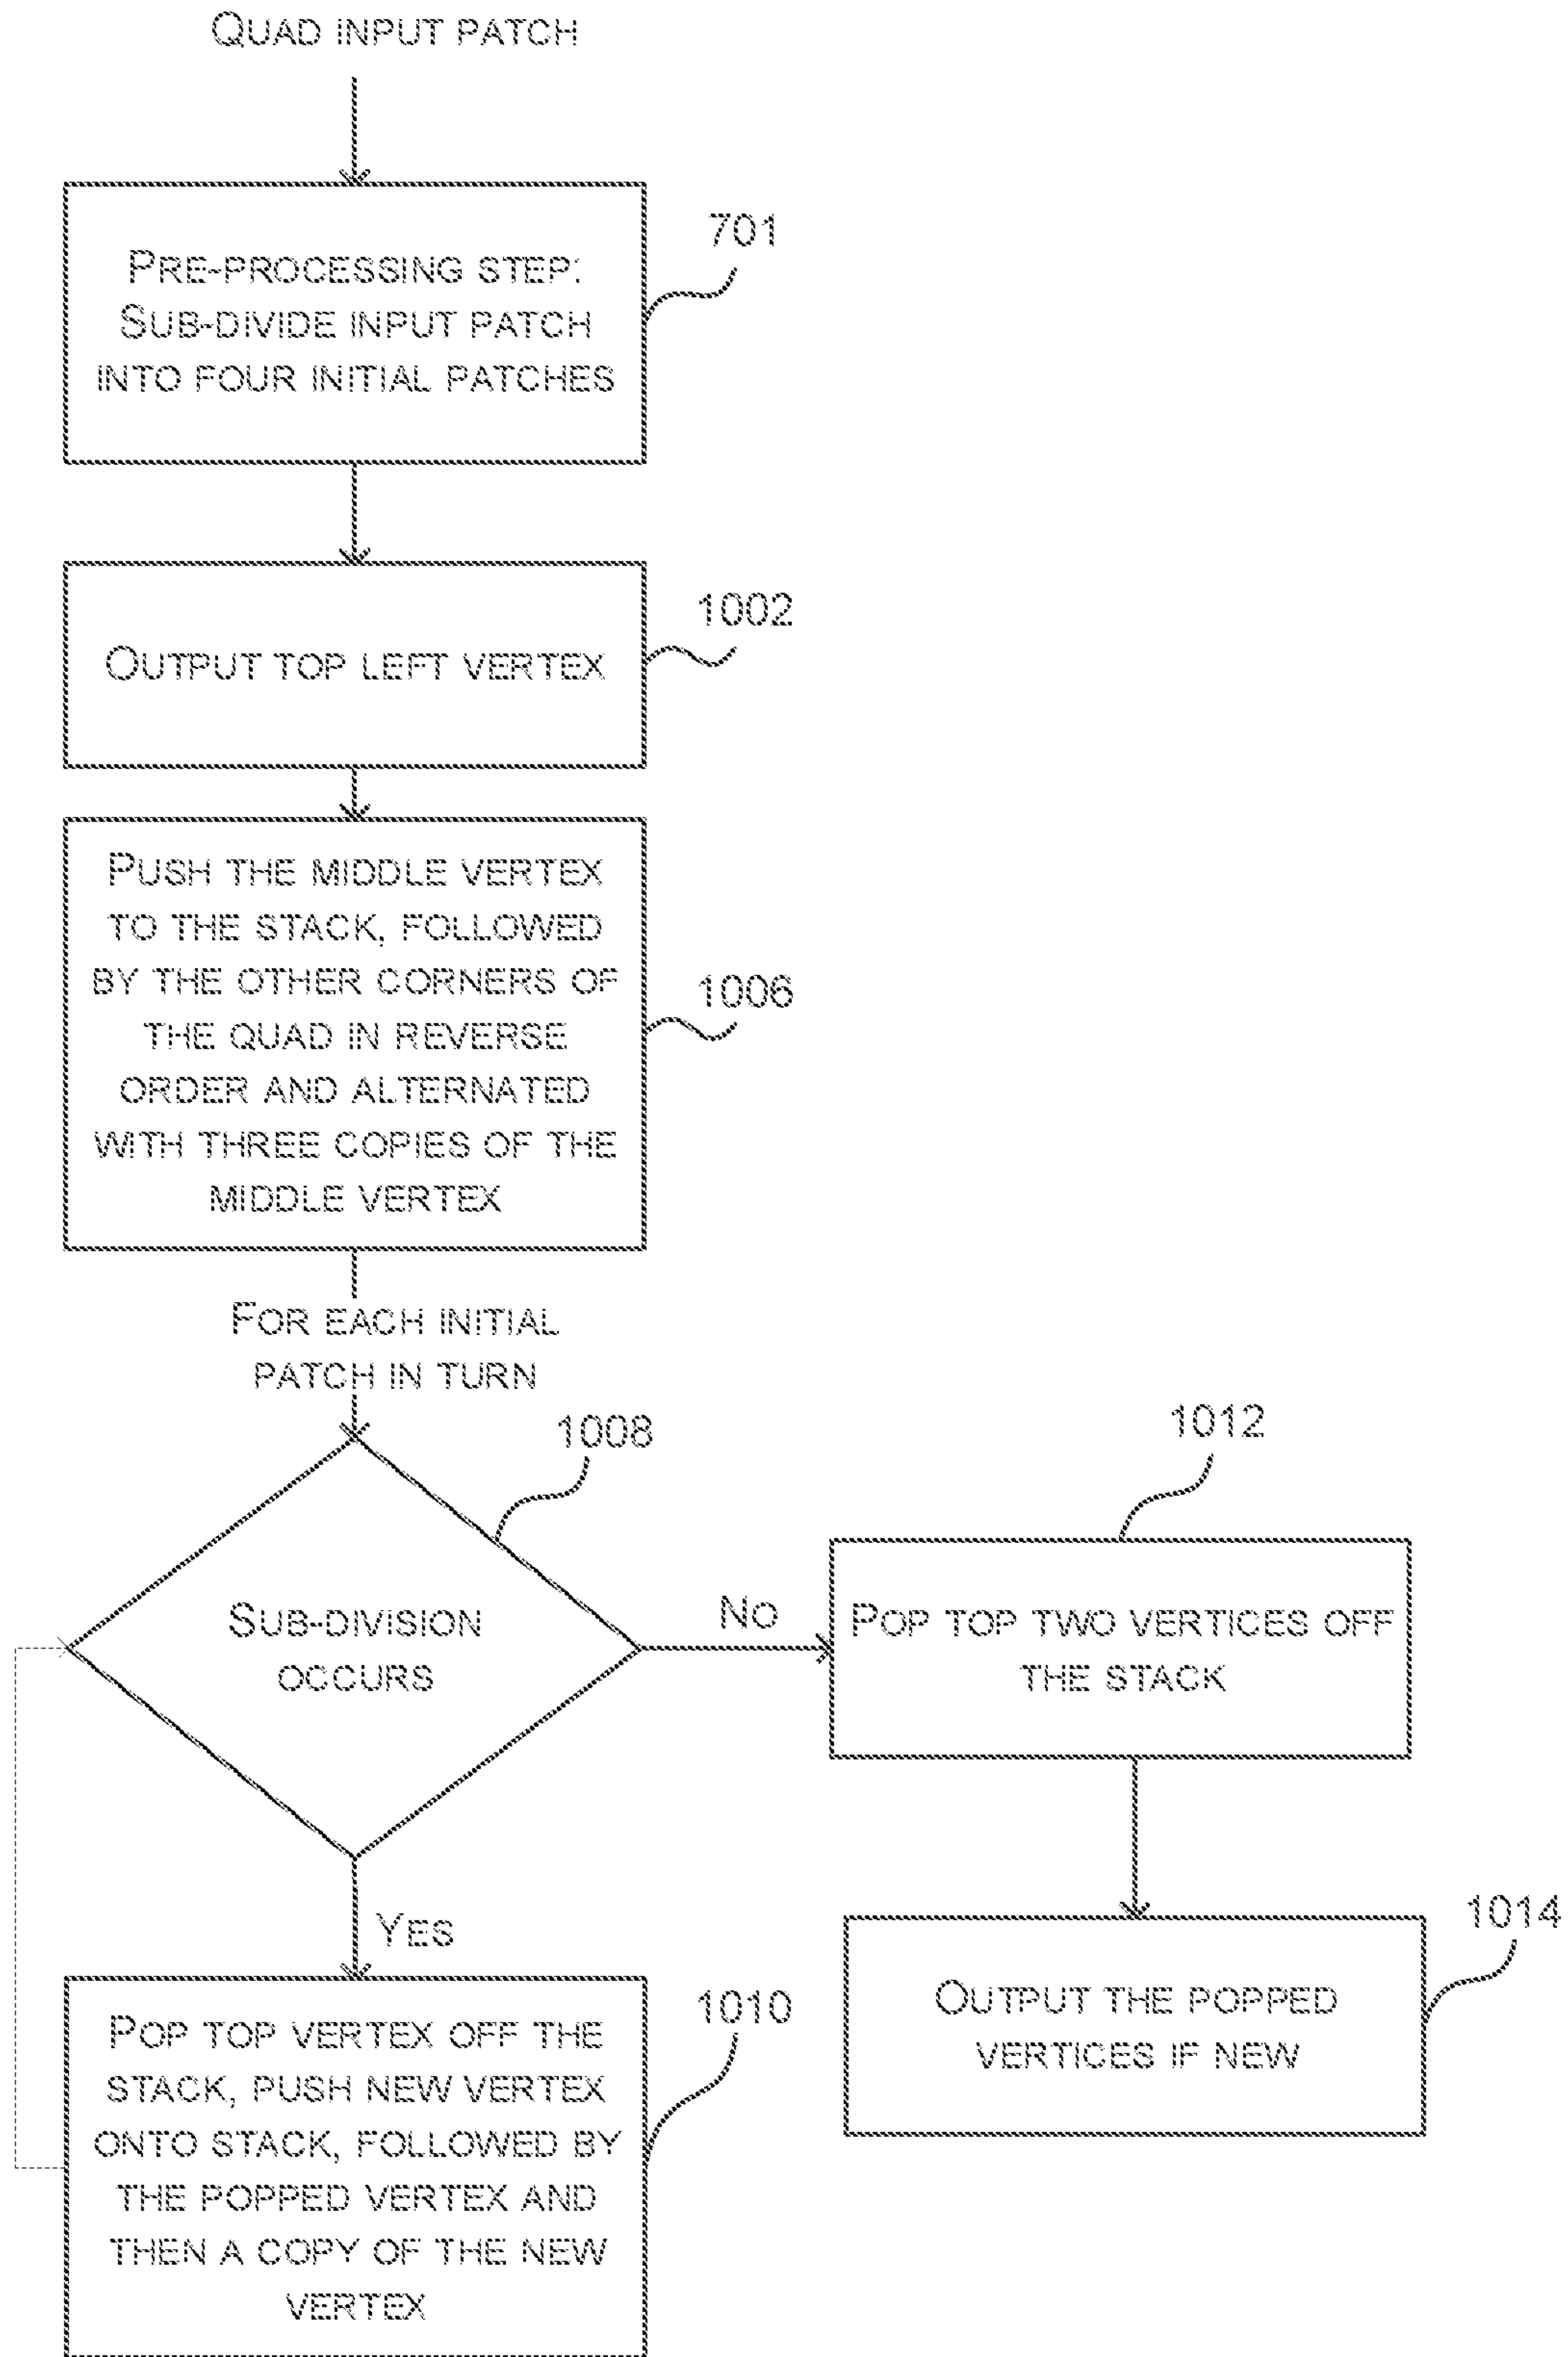 QUAD INPUT PATCH
701
PRE-PROCESSING STEP:
SUB-DIVIDE INPUT PATCH
INTO FOUR INITIAL PATCHES
1002
OUTPUT TOP LEFT VERTEX
PUSH THE MIDDLE VERTEX
TO THE STACK, FOLLOWED
BY THE OTHER CORNERS OF
THE QUAD IN REVERSE
ORDER AND ALTERNATED
WITH THREE COPIES OF THE
MIDDLE VERTEX
1006
FOR EACH INITIAL
PATCH IN TURN
1008
SUB-DIVISION
OCCURS
NO
1012
POP TOP TWO VERTICES OFF
THE STACK
YES
1010
POP TOP VERTEX OFF THE
STACK, PUSH NEW VERTEX
ONTO STACK, FOLLOWED BY
THE POPPED VERTEX AND
THEN A COPY OF THE NEW
VERTEX
1014
OUTPUT THE POPPED
VERTICES IF NEW